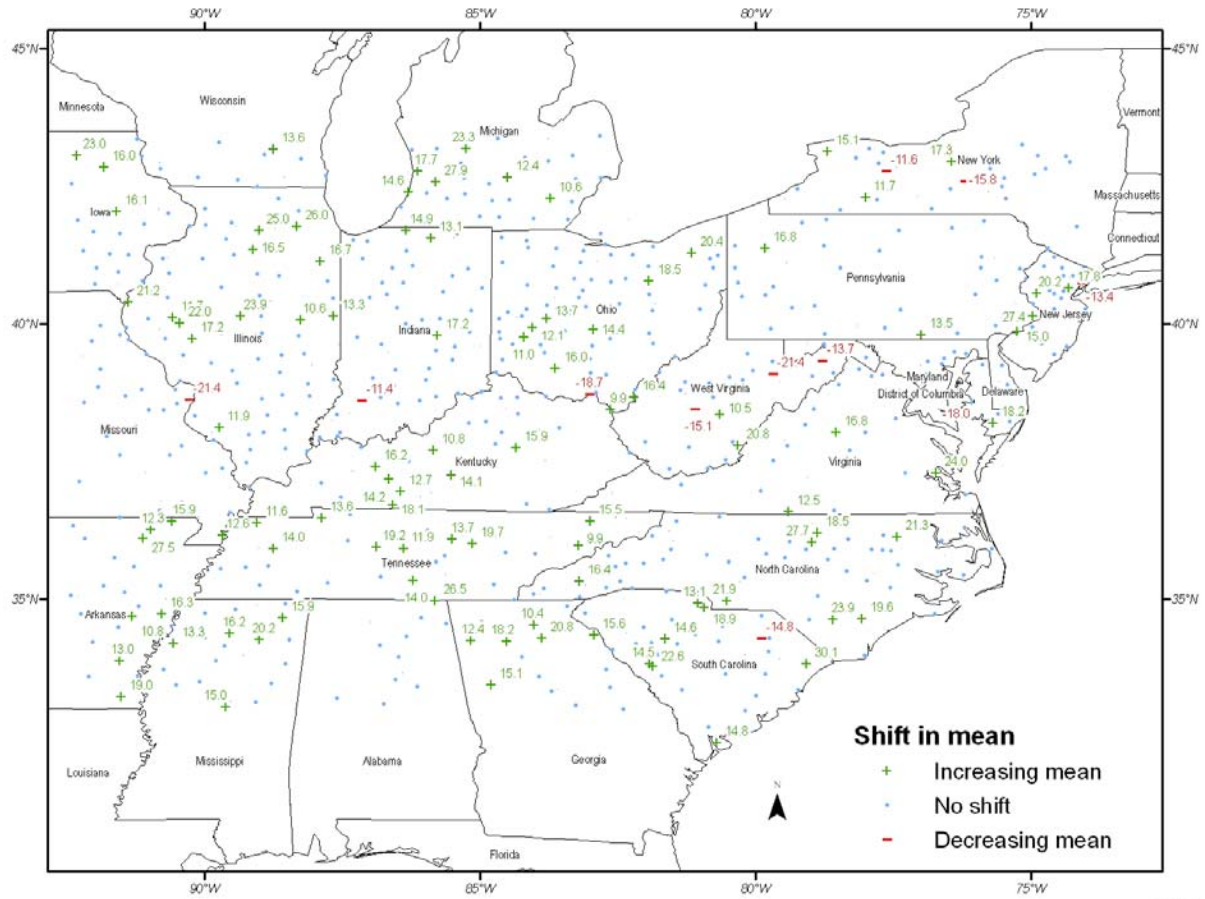 90°W 85°W 80°W 75°W
45°N 45°N
Minnesota
Wisconsin
Michigan
Vermont
23.0
16.0
13.6
23.3
17.7
27.9
12.4
14.6
10.6
15.1
-11.6
17.3
New York
-15.8
11.7
Massachusetts
Connecticut
Iowa
16.1
25.0
26.0
16.5
16.7
14.9
13.1
20.4
18.5
16.8
Pennsylvania
20.2
17.8
-13.4
21.2
22.0
17.2
23.9
10.6
13.3
Illinois
Indiana
17.2
Ohio
13.7
12.1
11.0
14.4
16.0
40°N 40°N
13.5
27.4
New Jersey
15.0
-21.4
-11.4
-18.7
9.9
16.4
-21.4
-13.7
West Virginia
-15.1
10.5
20.8
Maryland
District of Columbia
Delaware
-18.0
18.2
Missouri
11.9
10.8
15.9
Kentucky
16.2
12.7
14.1
14.2
18.1
16.8
Virginia
24.0
15.9
12.3
27.5
12.6
11.6
13.6
14.0
19.2
11.9
13.7
19.7
15.5
9.9
16.4
12.5
18.5
27.7
21.3
Tennessee
North Carolina
35°N 35°N
14.0
26.5
Arkansas
16.3
10.8
13.3
16.2
20.2
15.9
13.0
19.0
15.0
10.4
12.4
18.2
20.8
15.6
15.1
13.1
21.9
18.9
14.6
14.5
22.6
-14.8
23.9
19.6
30.1
South Carolina
14.8
Louisiana
Mississippi
Alabama
Georgia
Florida
N
Shift in mean
Increasing mean
No shift
Decreasing mean
90°W 85°W 80°W 75°W